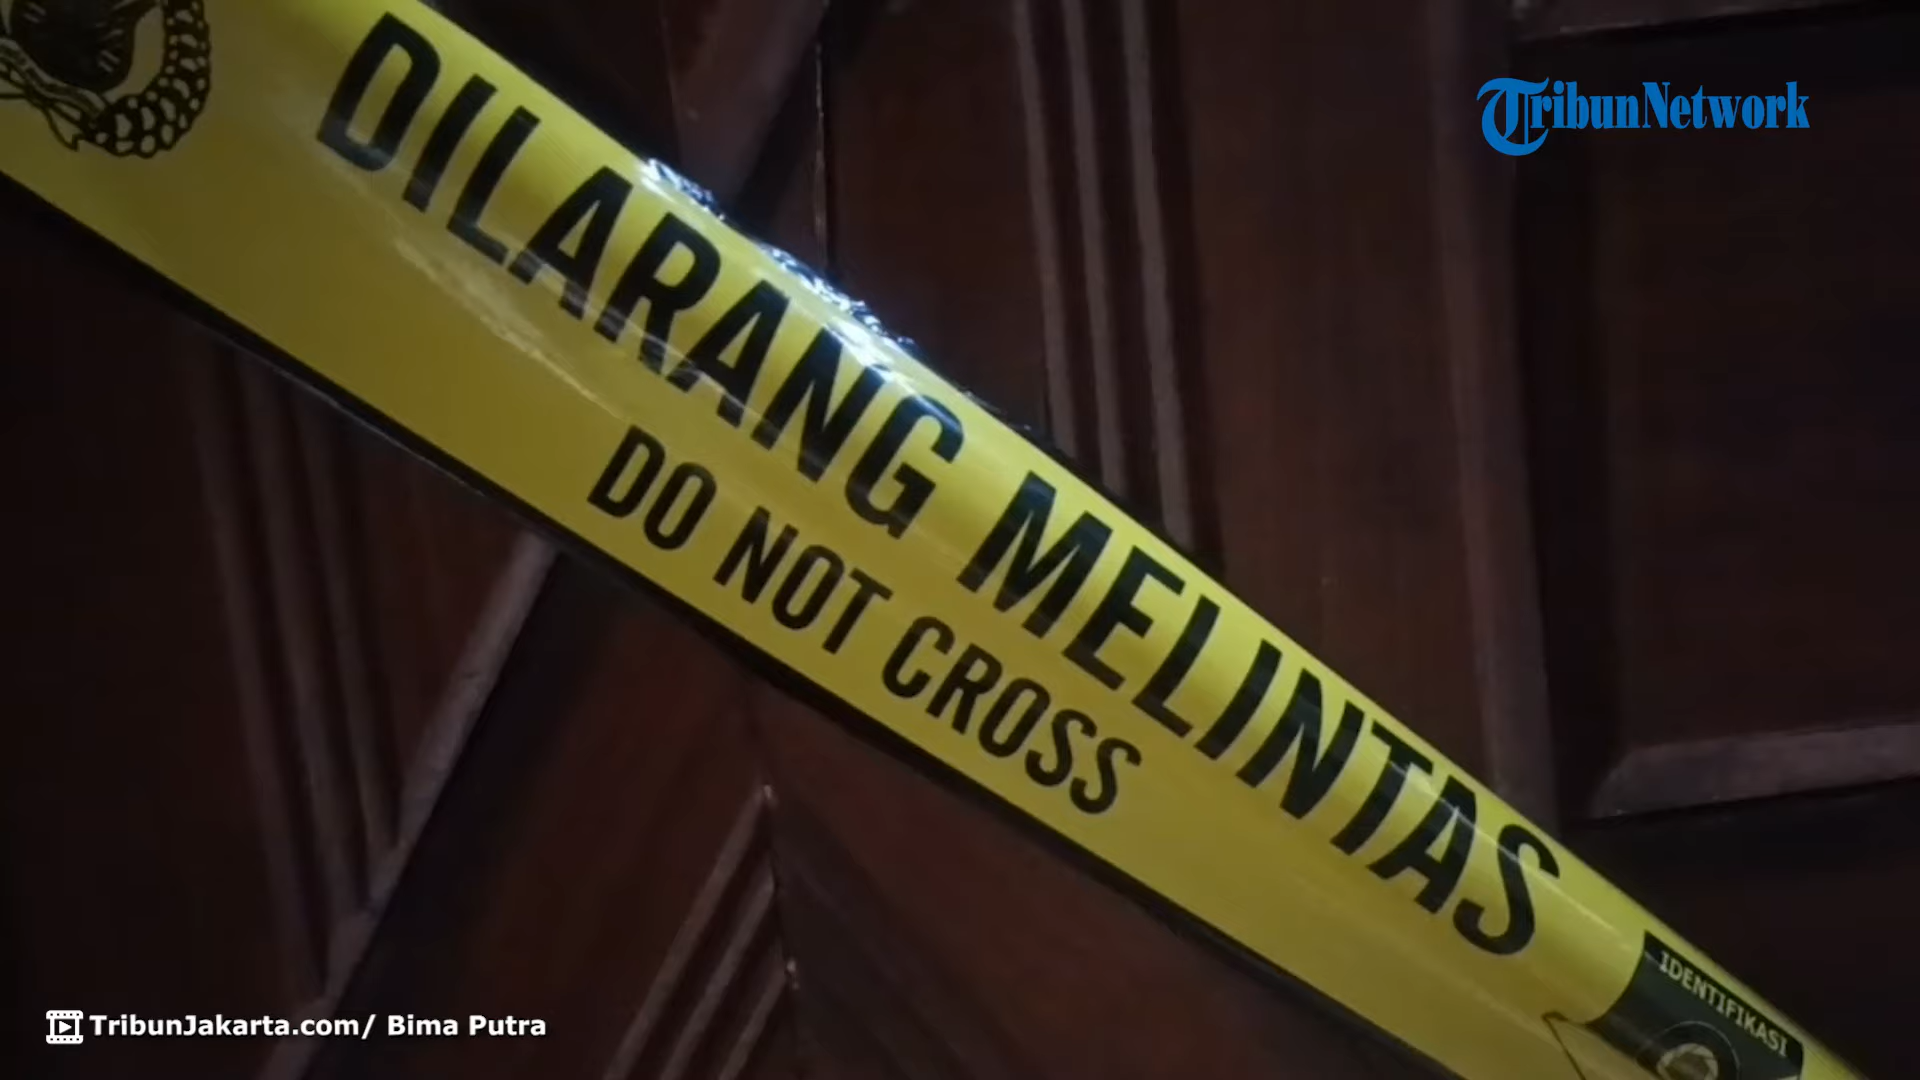 TribunNetwork
DILARANG MELINTAS
DO NOT CROSS
IDENTIFIKASI
TribunJakarta.com/ Bima Putra